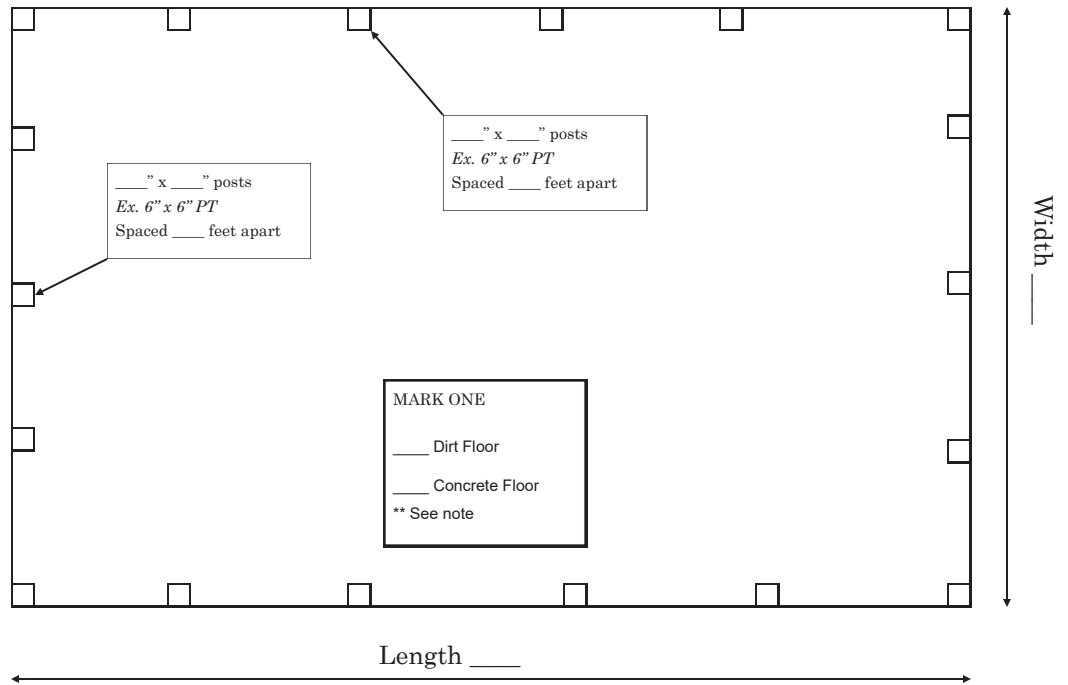 ____” x ____” posts
Ex. 6” x 6” PT
Spaced ____ feet apart
____” x ____” posts
Ex. 6” x 6” PT
Spaced ____ feet apart
Width ____
MARK ONE
____ Dirt Floor
____ Concrete Floor
** See note
Length ____